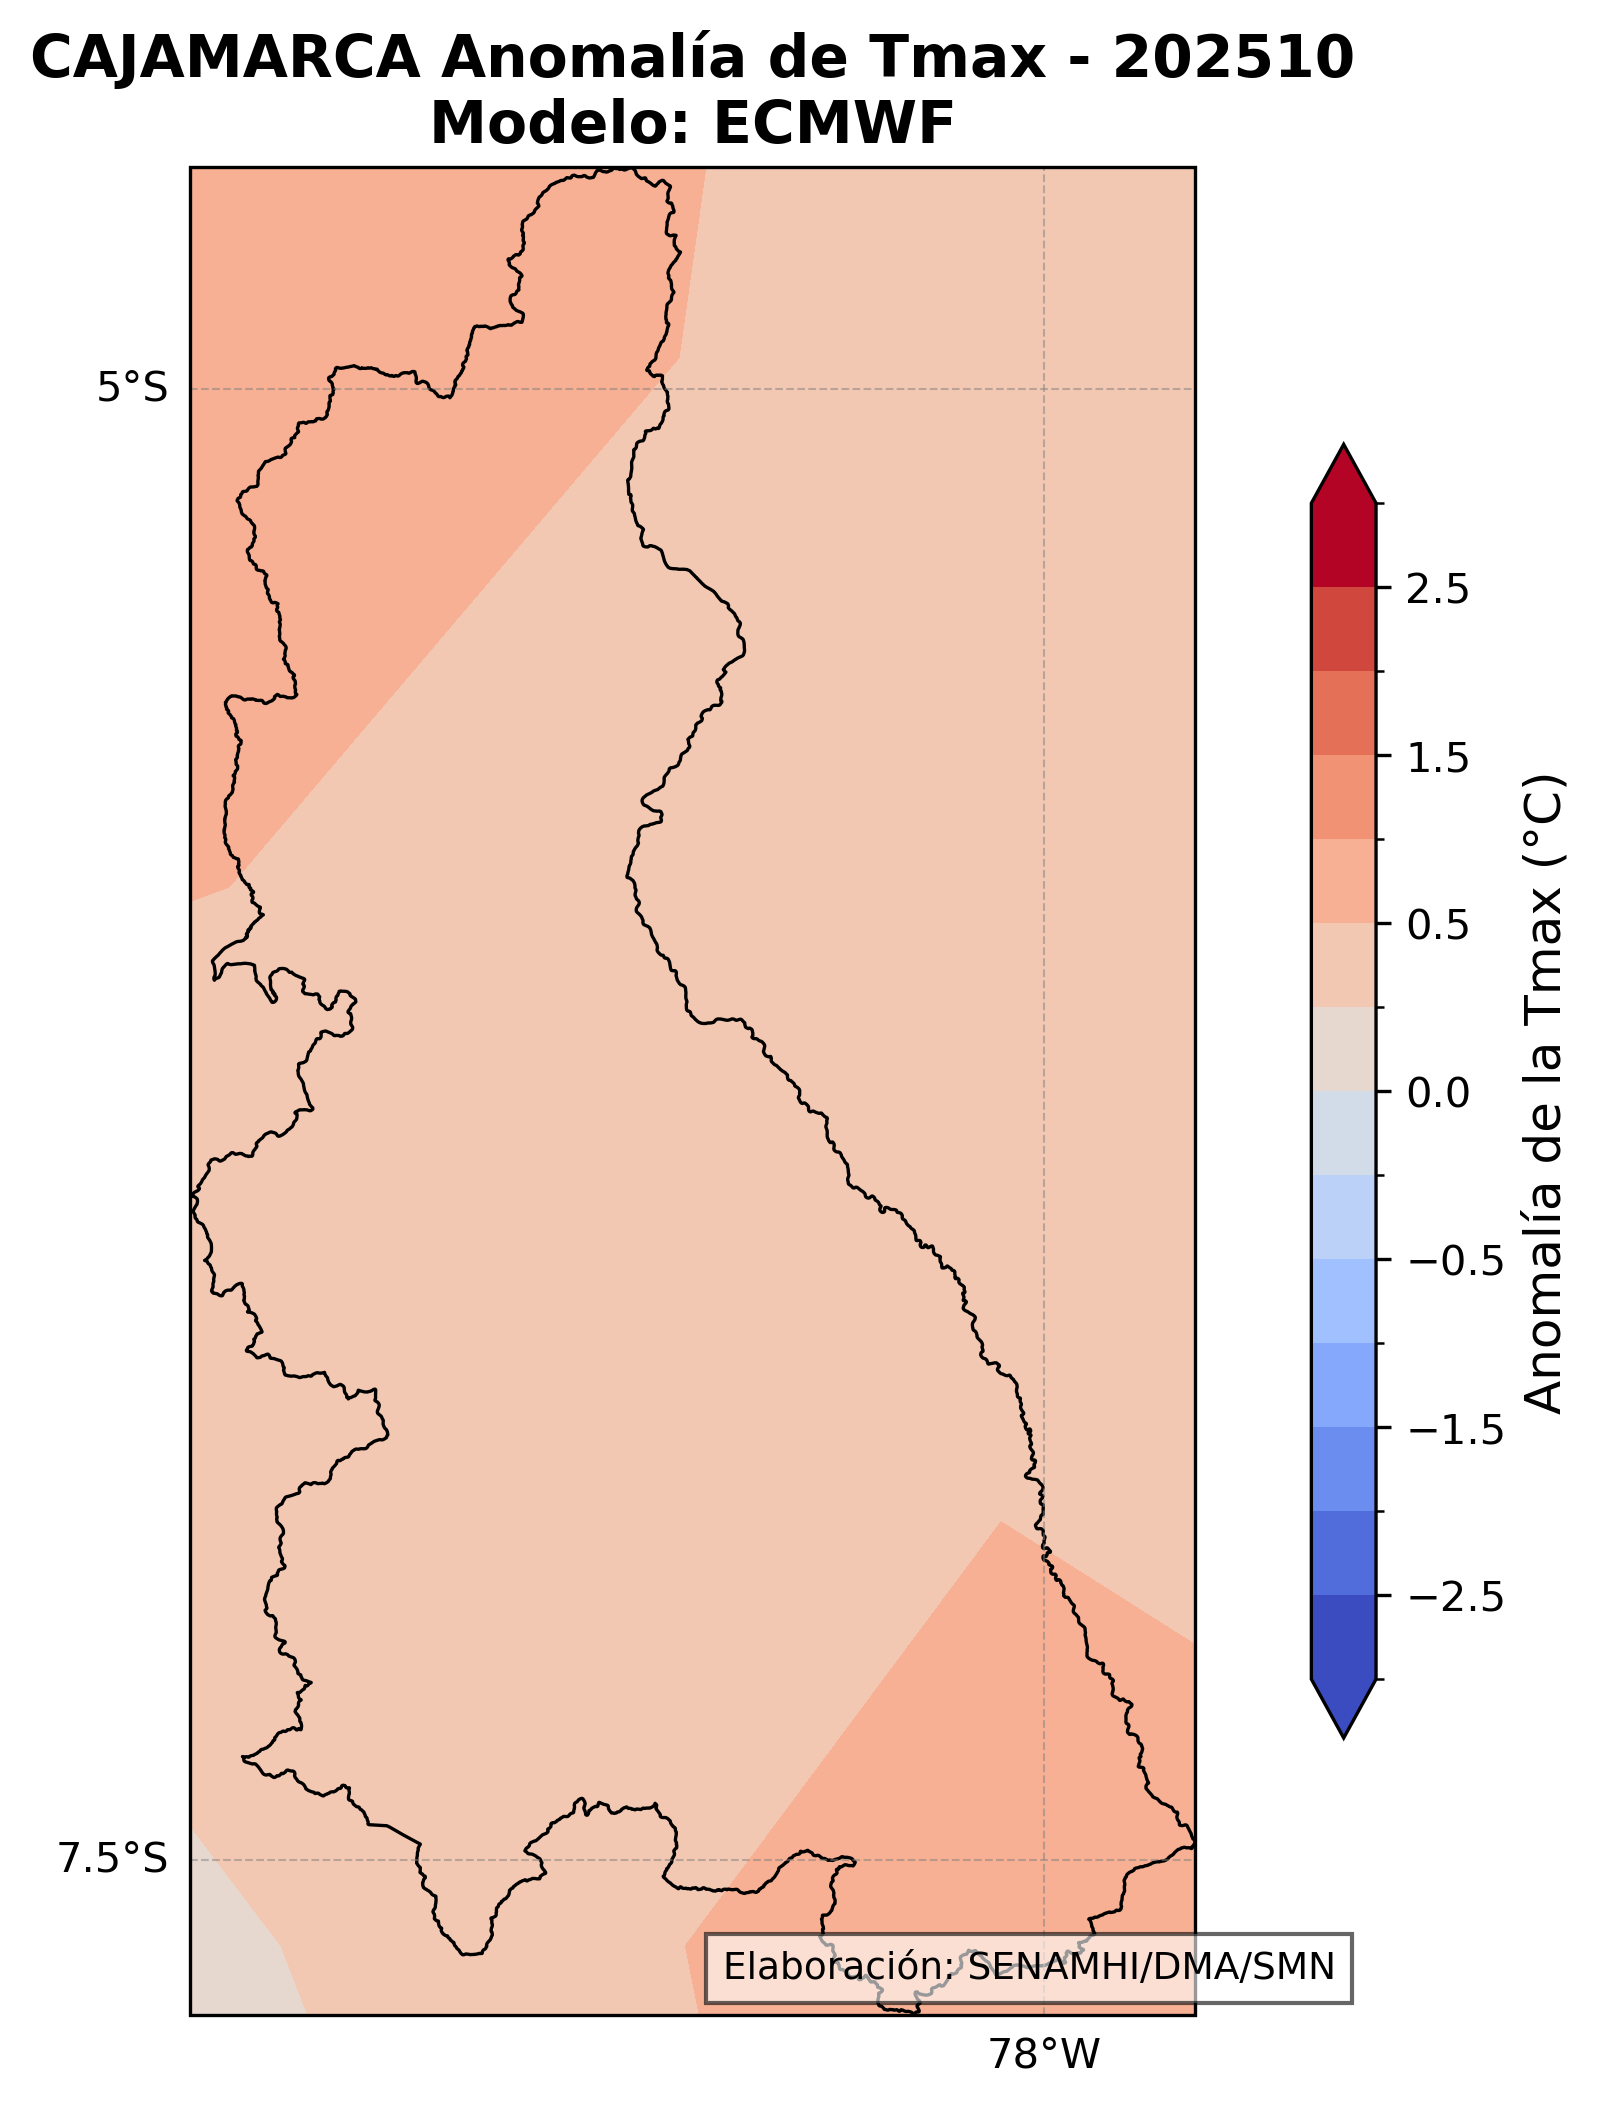 CAJAMARCA Anomalía de Tmax - 202510
Modelo: ECMWF
5°S
7.5°S
78°W
2.5
1.5
0.5
0.0
−0.5
−1.5
−2.5
Anomalía de la Tmax (°C)
Elaboración: SENAMHI/DMA/SMN